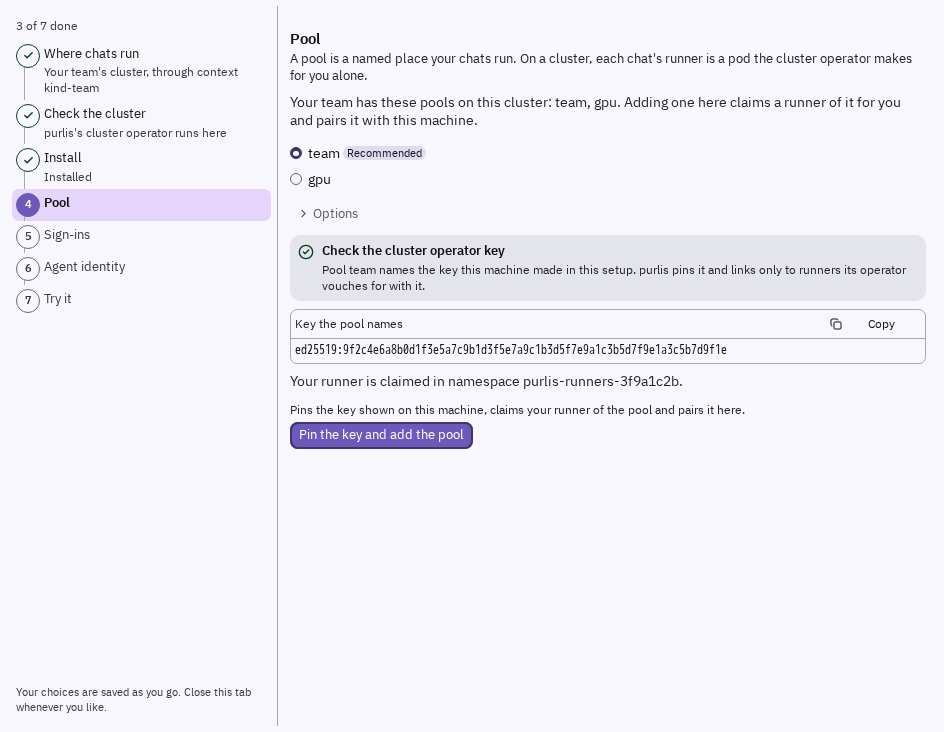 3 of 7 done
Where chats run
Your team's cluster, through context
kind-team
Check the cluster
purlis's cluster operator runs here
Install
Installed
4 Pool
5 Sign-ins
6 Agent identity
7 Try it
Your choices are saved as you go. Close this tab
whenever you like.
Pool
A pool is a named place your chats run. On a cluster, each chat's runner is a pod the cluster operator makes
for you alone.
Your team has these pools on this cluster: team, gpu. Adding one here claims a runner of it for you
and pairs it with this machine.
team Recommended
gpu
Options
Check the cluster operator key
Pool team names the key this machine made in this setup. purlis pins it and links only to runners its operator
vouches for with it.
Key the pool names Copy
ed25519:9f2c4e6a8b0d1f3e5a7c9b1d3f5e7a9c1b3d5f7e9a1c3b5d7f9e1a3c5b7d9f1e
Your runner is claimed in namespace purlis-runners-3f9a1c2b.
Pins the key shown on this machine, claims your runner of the pool and pairs it here.
Pin the key and add the pool